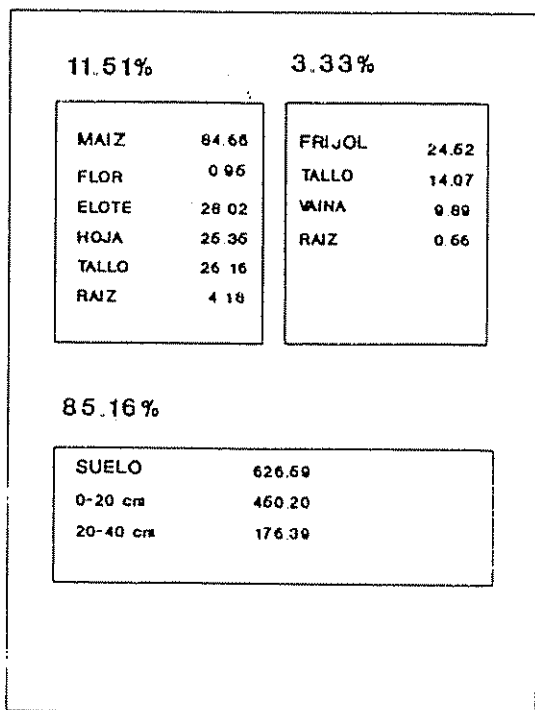 11.51%
MAIZ 84.66
FLOR 0 95
ELOTE 28 02
HOJA 25.35
TALLO 26 16
RAIZ 4 18
3.33%
FRIJOL 24.62
TALLO 14.07
VAINA 9.89
RAIZ 0.66
85.16%
SUELO 626.59
0-20 cm 450.20
20-40 cm 176.39